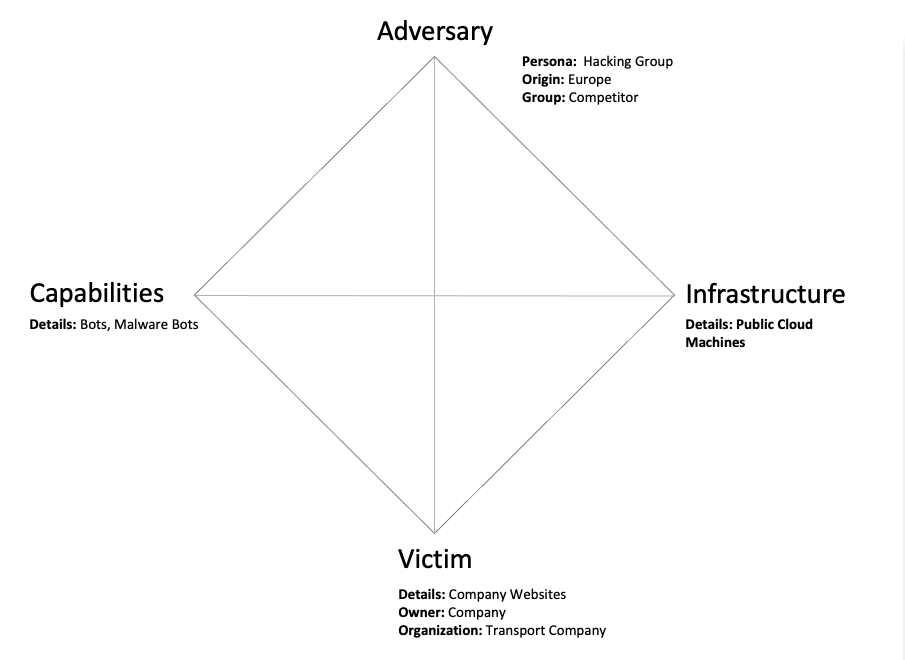 Adversary
Persona: Hacking Group
Origin: Europe
Group: Competitor
Capabilities
Details: Bots, Malware Bots
Infrastructure
Details: Public Cloud
Machines
Victim
Details: Company Websites
Owner: Company
Organization: Transport Company